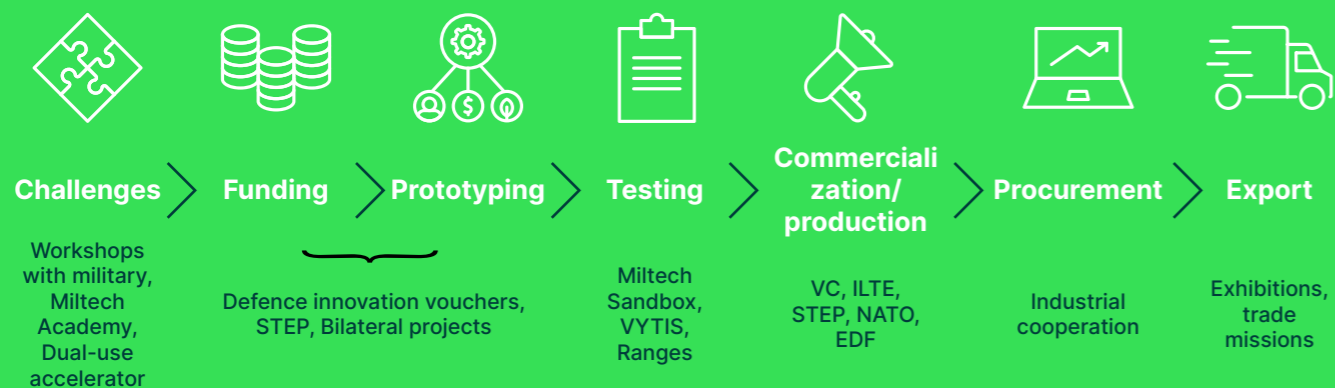 Challenges
Funding
Prototyping
Testing
Commerciali
zation/
production
Procurement
Export
Workshops
with military,
Miltech
Academy,
Dual-use
accelerator
Defence innovation vouchers,
STEP, Bilateral projects
Miltech
Sandbox,
VYTIS,
Ranges
VC, ILTE,
STEP, NATO,
EDF
Industrial
cooperation
Exhibitions,
trade
missions